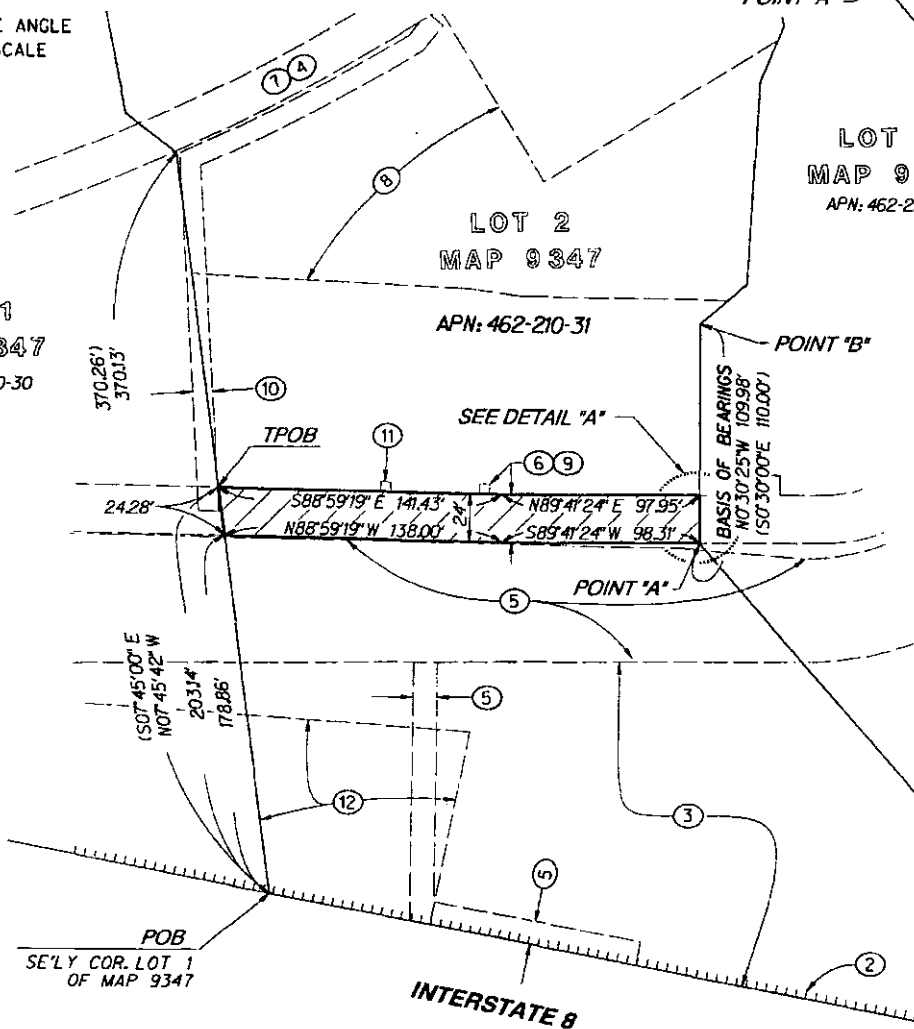 POINT "A"
E ANGLE
SCALE
7 4
8
LOT
MAP 9
APN: 462-2
LOT 2
MAP 9347
APN: 462-210-31
1
347
0-30
370.26')
370.13'
10
POINT "B"
SEE DETAIL "A"
BASIS OF BEARINGS
N0°30'25"W 109.98'
(S0°30'00"E 110.00')
TPOB
11
6 9
24.28'
S88°59'19" E 141.43'
N89°41'24" E 97.95'
24'
N88°59'19" W 138.00'
S89°41'24" W 98.31'
POINT "A"
5
(S07°45'00" E
N07°45'42" W
203.14'
178.86'
5
12
3
5
POB
SE'LY COR. LOT 1
OF MAP 9347
INTERSTATE 8
2